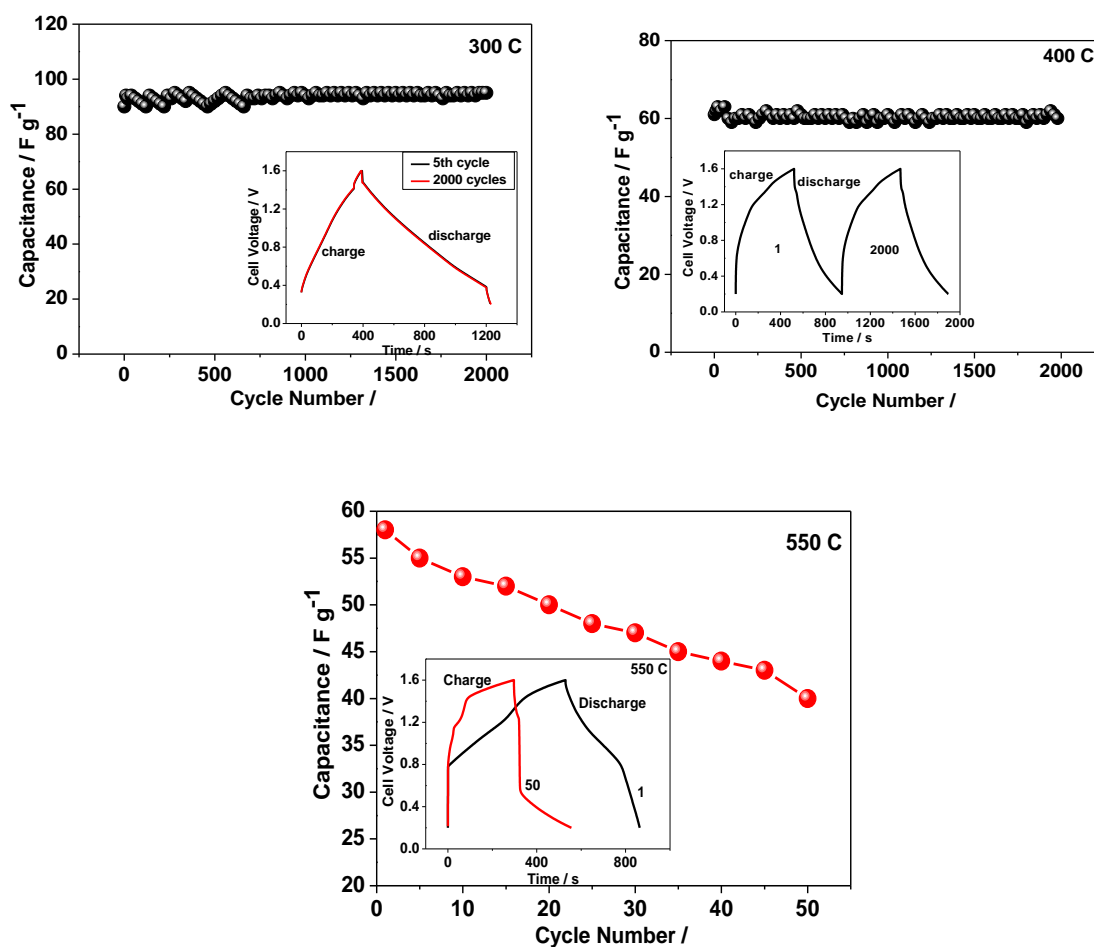 300 C
Capacitance / F g⁻¹
120
100
80
60
40
20
0
0 500 1000 1500 2000
Cycle Number /
5th cycle
2000 cycles
charge
discharge
Cell Voltage / V
1.6
1.2
0.8
0.4
0.0
0 400 800 1200
Time / s
400 C
Capacitance / F g⁻¹
80
60
40
20
0
0 500 1000 1500 2000
Cycle Number /
charge
discharge
1
2000
Cell Voltage / V
1.6
1.2
0.8
0.4
0.0
0 400 800 1200 1600 2000
Time / s
550 C
Capacitance / F g⁻¹
60
55
50
45
40
35
30
25
20
0 10 20 30 40 50
Cycle Number /
550 C
Charge
Discharge
50
1
Cell Voltage / V
1.6
1.2
0.8
0.4
0.0
0 400 800
Time / s